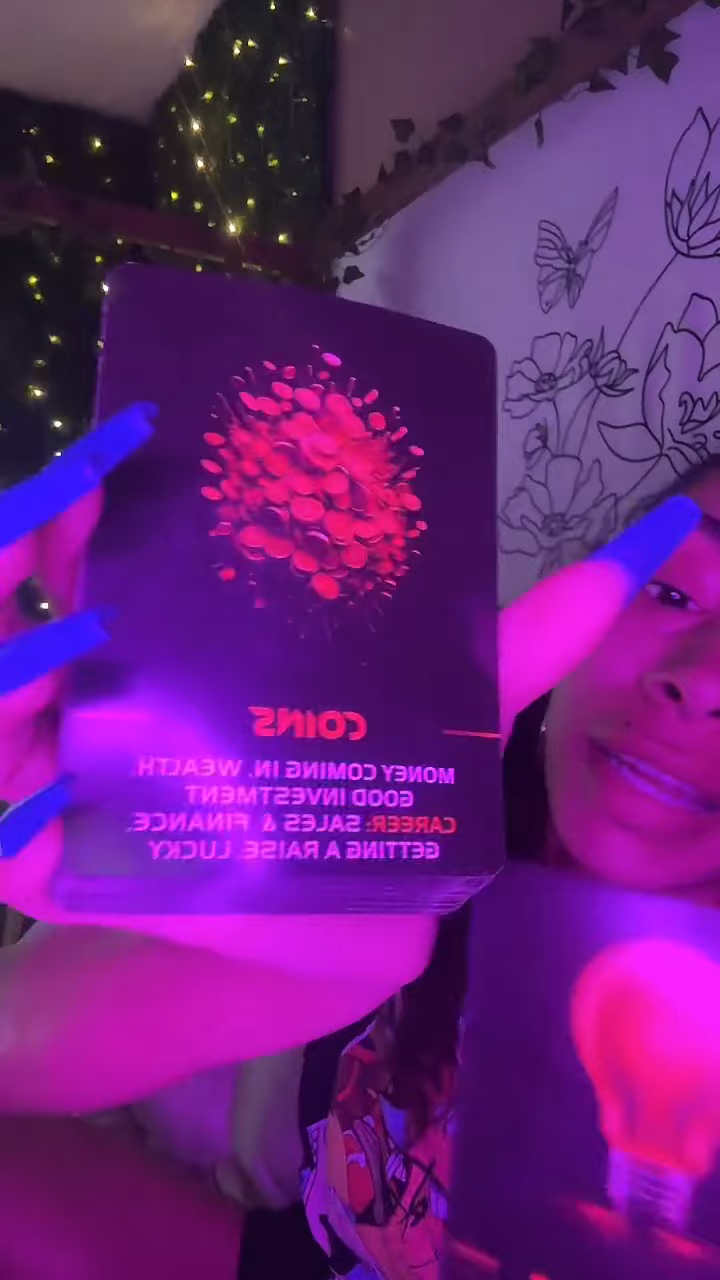 COINS
MONEY COMING IN. WEALTH.
GOOD INVESTMENT
CAREER: SALES & FINANCE,
GETTING A RAISE. LUCKY